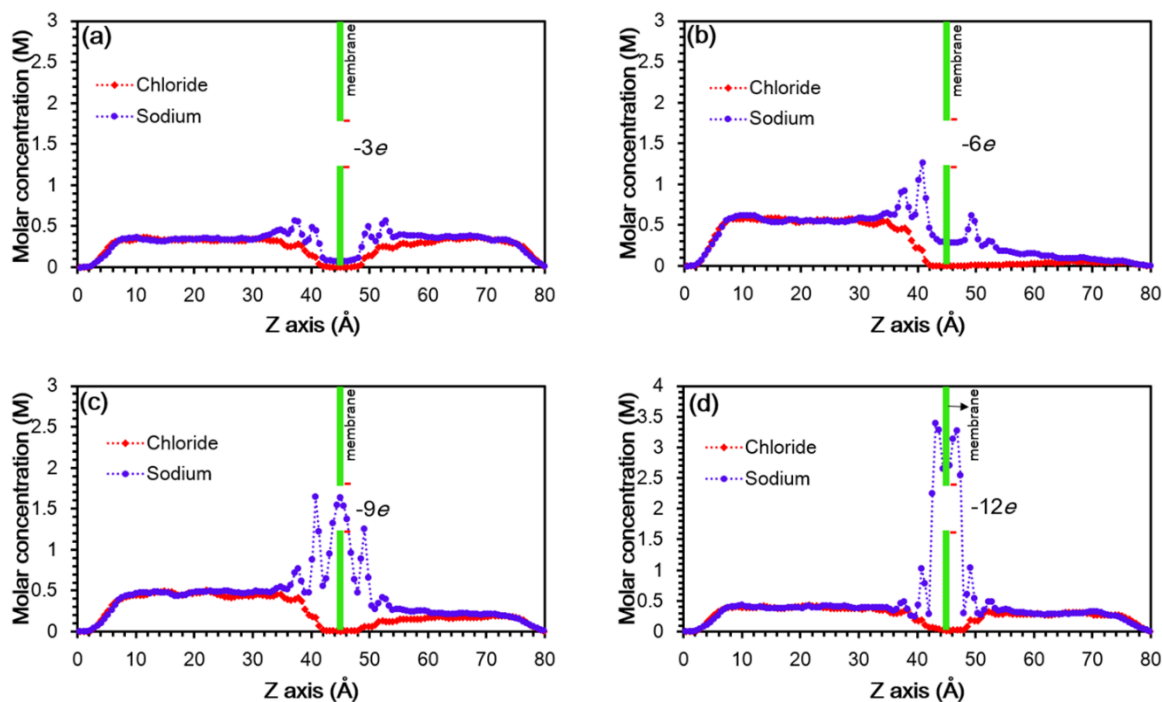 (a)
Chloride
Sodium
membrane
-3e
Molar concentration (M)
3
2.5
2
1.5
1
0.5
0
0 10 20 30 40 50 60 70 80
Z axis (Å)
(b)
Chloride
Sodium
membrane
-6e
Molar concentration (M)
3
2.5
2
1.5
1
0.5
0
0 10 20 30 40 50 60 70 80
Z axis (Å)
(c)
Chloride
Sodium
membrane
-9e
Molar concentration (M)
3
2.5
2
1.5
1
0.5
0
0 10 20 30 40 50 60 70 80
Z axis (Å)
(d)
Chloride
Sodium
membrane
-12e
Molar concentration (M)
4
3.5
3
2.5
2
1.5
1
0.5
0
0 10 20 30 40 50 60 70 80
Z axis (Å)